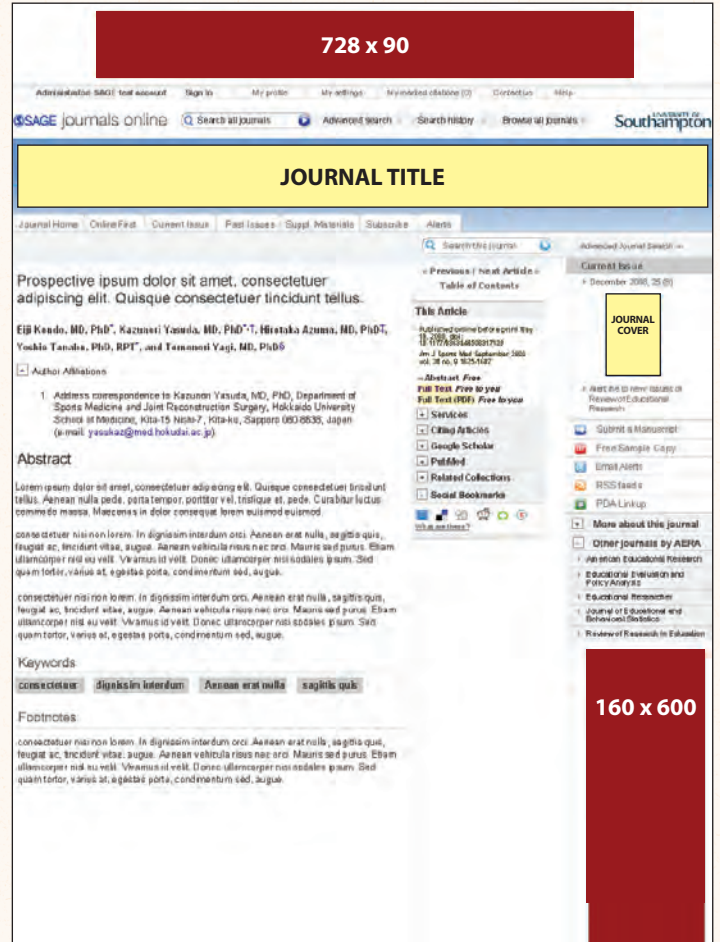 728 x 90
Administrator SAGE test account Sign In My profile My settings My marked citations (0) Contact us Help
SAGE journals online Search all journals Advanced search Search history Browse all journals
UNIVERSITY OF
Southampton
JOURNAL TITLE
Journal Home OnlineFirst Current Issue Past Issues Suppl. Materials Subscribe Alerts
Search this journal
Advanced Journal Search »
« Previous | Next Article »
Table of Contents
Prospective ipsum dolor sit amet, consectetuer
adipiscing elit. Quisque consectetuer tincidunt tellus.
Eiji Kondo, MD, PhD*, Kazunori Yasuda, MD, PhD*,†, Hirotaka Azuma, MD, PhD†,
Yoshie Tanabe, PhD, RPT*, and Tomonori Yagi, MD, PhD§
- Author Affiliations
1. Address correspondence to Kazunori Yasuda, MD, PhD, Department of
Sports Medicine and Joint Reconstruction Surgery, Hokkaido University
School of Medicine, Kita-15 Nishi-7, Kita-ku, Sapporo 060-8638, Japan
(e-mail: yasukaz@med.hokudai.ac.jp)
Abstract
Lorem ipsum dolor sit amet, consectetuer adipiscing elit. Quisque consectetuer tincidunt
tellus. Aenean nulla pede, porta tempor, porttitor vel, tristique et, pede. Curabitur luctus
commodo massa. Maecenas in dolor consequat lorem euismod euismod.
consectetuer nisi non lorem. In dignissim interdum orci. Aenean erat nulla, sagittis quis,
feugiat ac, tincidunt vitae, augue. Aenean vehicula risus nec orci. Mauris sed purus. Etiam
ullamcorper nisl eu velit. Vivamus id velit. Donec ullamcorper nisi sodales ipsum. Sed
quam tortor, varius at, egestas porta, condimentum sed, augue.
consectetuer nisi non lorem. In dignissim interdum orci. Aenean erat nulla, sagittis quis,
feugiat ac, tincidunt vitae, augue. Aenean vehicula risus nec orci. Mauris sed purus. Etiam
ullamcorper nisl eu velit. Vivamus id velit. Donec ullamcorper nisi sodales ipsum. Sed
quam tortor, varius at, egestas porta, condimentum sed, augue.
Keywords
consectetuer dignissim interdum Aenean erat nulla sagittis quis
Footnotes
consectetuer nisi non lorem. In dignissim interdum orci. Aenean erat nulla, sagittis quis,
feugiat ac, tincidunt vitae, augue. Aenean vehicula risus nec orci. Mauris sed purus. Etiam
ullamcorper nisl eu velit. Vivamus id velit. Donec ullamcorper nisi sodales ipsum. Sed
quam tortor, varius at, egestas porta, condimentum sed, augue.
This Article
Published online before print May
doi:
Am J Sports Med September 2008
vol. 36 no. 9
» Abstract Free
Full Text Free to you
Full Text (PDF) Free to you
+ Services
+ Citing Articles
+ Google Scholar
+ PubMed
+ Related Collections
- Social Bookmarks
What are these?
Current Issue
December 2008, 25
JOURNAL
COVER
Alert me to new issues of
Review of Educational
Research
Submit a Manuscript
Free Sample Copy
Email Alerts
RSS feeds
PDA Linkup
+ More about this journal
- Other journals by AERA
American Educational Research
Educational Evaluation and
Policy Analysis
Educational Researcher
Journal of Educational and
Behavioral Statistics
Review of Research in Education
160 x 600